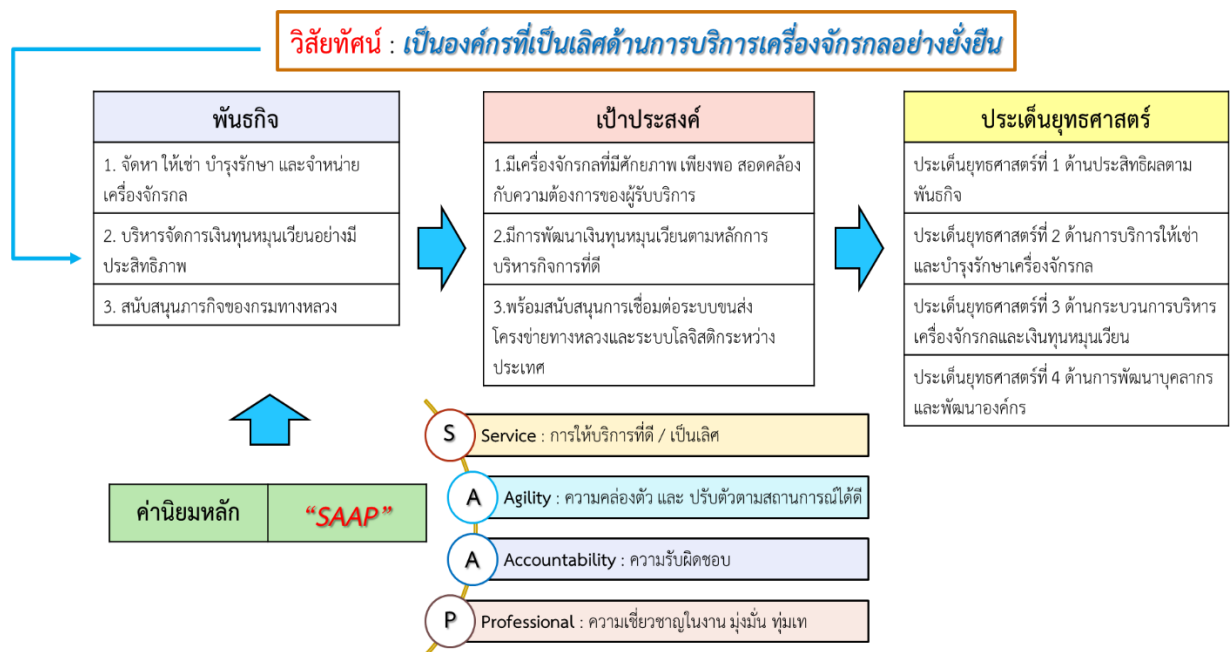 วิสัยทัศน์ : เป็นองค์กรที่เป็นเลิศด้านการบริการเครื่องจักรกลอย่างยั่งยืน
พันธกิจ
1. จัดหา ให้เช่า บำรุงรักษา และจำหน่าย
เครื่องจักรกล
2. บริหารจัดการเงินทุนหมุนเวียนอย่างมี
ประสิทธิภาพ
3. สนับสนุนภารกิจของกรมทางหลวง
เป้าประสงค์
1.มีเครื่องจักรกลที่มีศักยภาพ เพียงพอ สอดคล้อง
กับความต้องการของผู้รับบริการ
2.มีการพัฒนาเงินทุนหมุนเวียนตามหลักการ
บริหารกิจการที่ดี
3.พร้อมสนับสนุนการเชื่อมต่อระบบขนส่ง
โครงข่ายทางหลวงและระบบโลจิสติกระหว่าง
ประเทศ
ประเด็นยุทธศาสตร์
ประเด็นยุทธศาสตร์ที่ 1 ด้านประสิทธิผลตาม
พันธกิจ
ประเด็นยุทธศาสตร์ที่ 2 ด้านการบริการให้เช่า
และบำรุงรักษาเครื่องจักรกล
ประเด็นยุทธศาสตร์ที่ 3 ด้านกระบวนการบริหาร
เครื่องจักรกลและเงินทุนหมุนเวียน
ประเด็นยุทธศาสตร์ที่ 4 ด้านการพัฒนาบุคลากร
และพัฒนาองค์กร
ค่านิยมหลัก "SAAP"
S Service : การให้บริการที่ดี / เป็นเลิศ
A Agility : ความคล่องตัว และ ปรับตัวตามสถานการณ์ได้ดี
A Accountability : ความรับผิดชอบ
P Professional : ความเชี่ยวชาญในงาน มุ่งมั่น ทุ่มเท